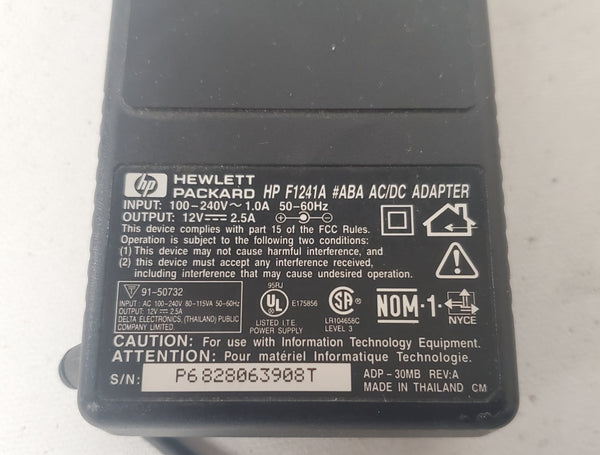 hp HEWLETT
PACKARD HP F1241A #ABA AC/DC ADAPTER
INPUT: 100-240V~ 1.0A 50-60Hz
OUTPUT: 12V⎓ 2.5A
This device complies with part 15 of the FCC Rules.
Operation is subject to the following two conditions:
(1) This device may not cause harmful interference, and
(2) this device must accept any interference received,
including interference that may cause undesired operation.
91-50732
INPUT: AC 100-240V 80-115VA 50-60Hz
OUTPUT: 12V⎓ 2.5A
DELTA ELECTRONICS, (THAILAND) PUBLIC
COMPANY LIMITED.
95RJ
UL E175856
LISTED I.T.E.
POWER SUPPLY
SA
LR104658C
LEVEL 3
NOM·1·
NYCE
CAUTION: For use with Information Technology Equipment.
ATTENTION: Pour matériel Informatique Technologie.
S/N: P6828063908T
ADP-30MB REV:A
MADE IN THAILAND CM